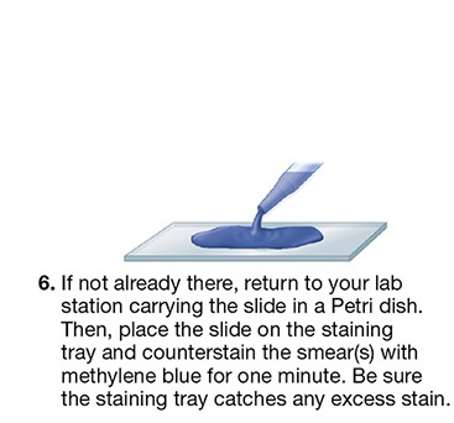 6. If not already there, return to your lab
station carrying the slide in a Petri dish.
Then, place the slide on the staining
tray and counterstain the smear(s) with
methylene blue for one minute. Be sure
the staining tray catches any excess stain.